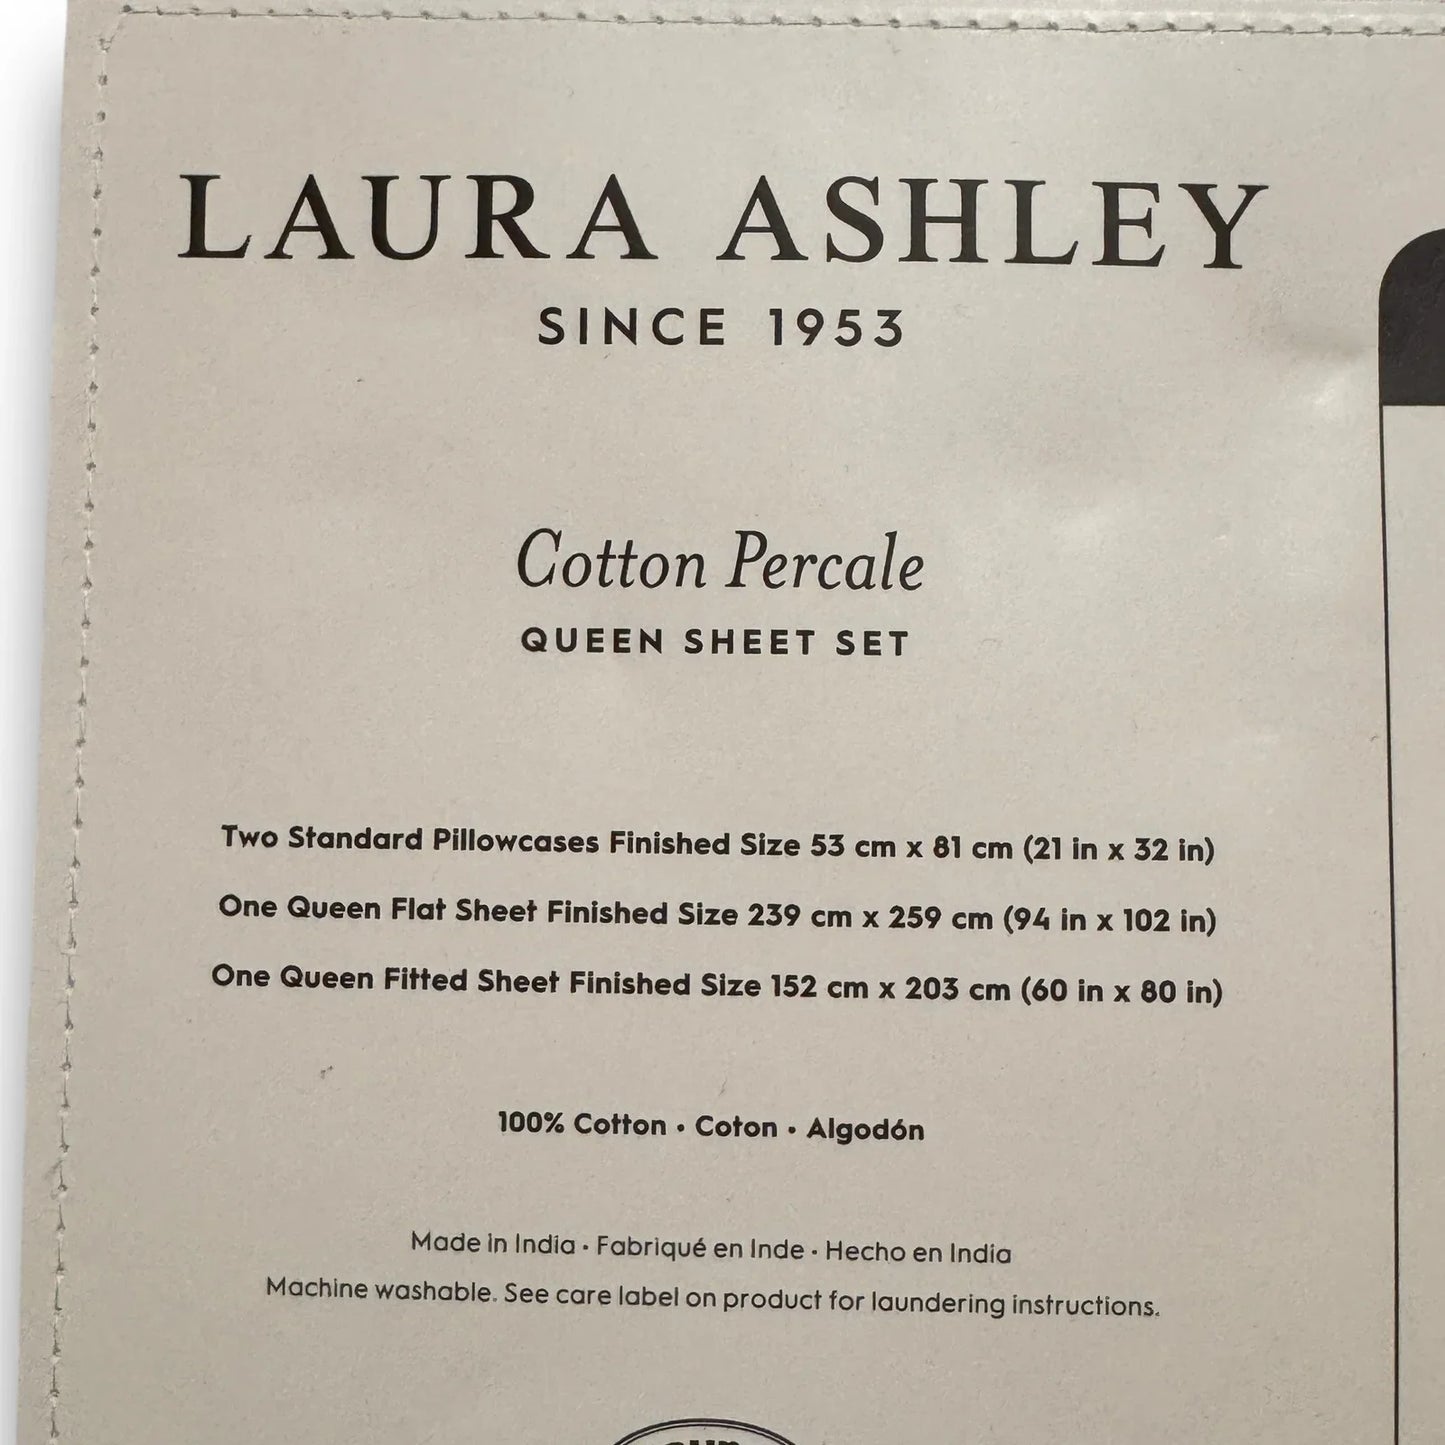 LAURA ASHLEY
SINCE 1953
Cotton Percale
QUEEN SHEET SET
Two Standard Pillowcases Finished Size 53 cm x 81 cm (21 in x 32 in)
One Queen Flat Sheet Finished Size 239 cm x 259 cm (94 in x 102 in)
One Queen Fitted Sheet Finished Size 152 cm x 203 cm (60 in x 80 in)
100% Cotton • Coton • Algodón
Made in India • Fabriqué en Inde • Hecho en India
Machine washable. See care label on product for laundering instructions.